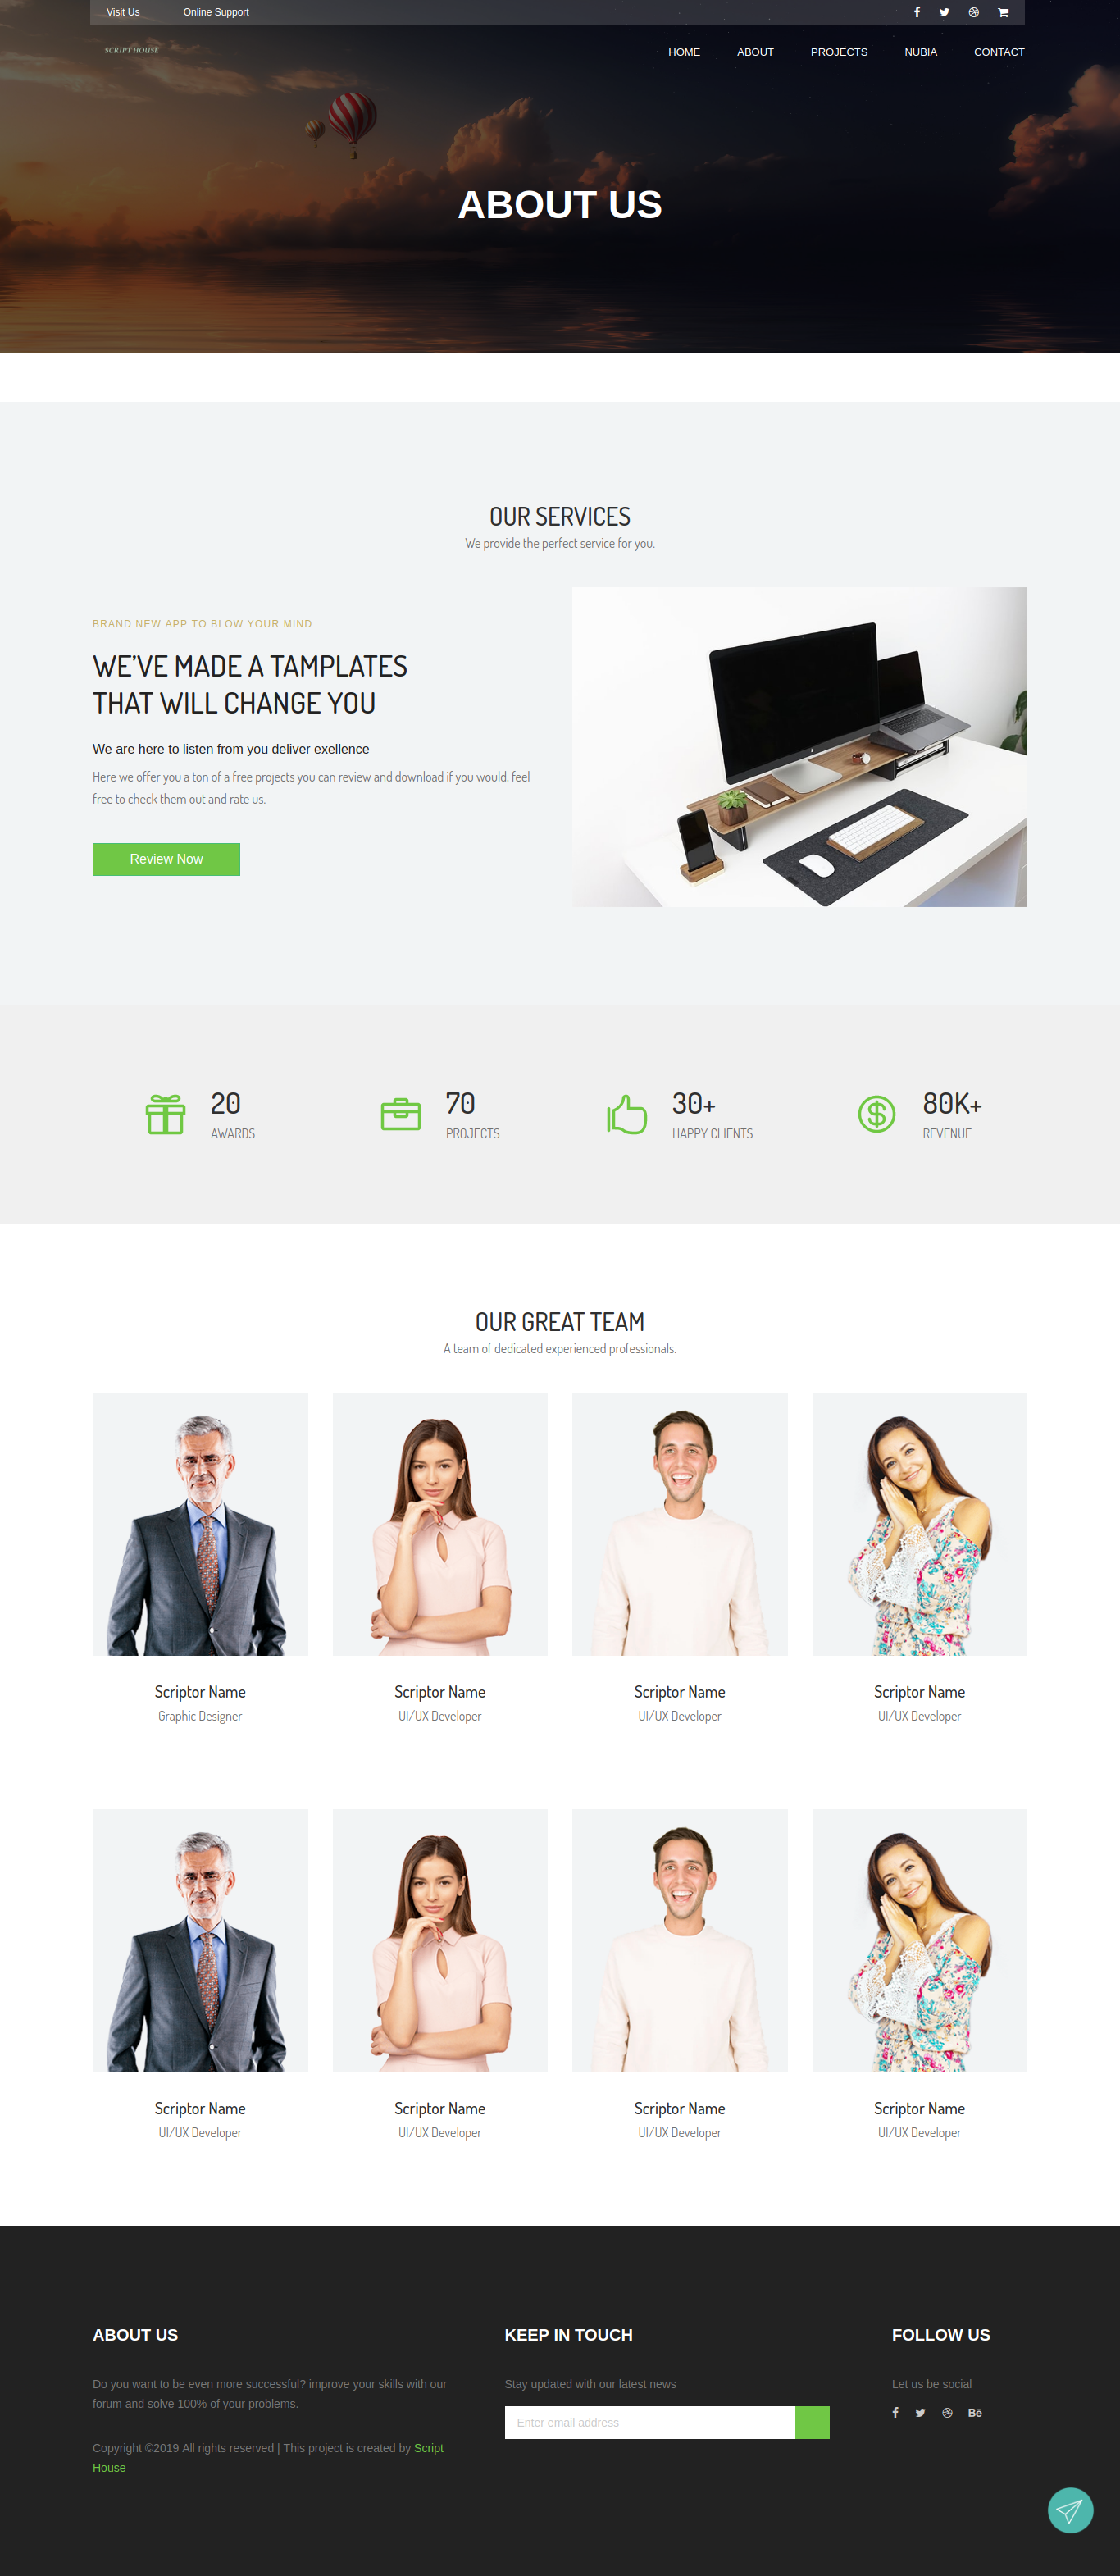 Visit Us
Online Support
SCRIPT HOUSE
HOME
ABOUT
PROJECTS
NUBIA
CONTACT
ABOUT US
OUR SERVICES
We provide the perfect service for you.
BRAND NEW APP TO BLOW YOUR MIND
WE'VE MADE A TAMPLATES
THAT WILL CHANGE YOU
We are here to listen from you deliver exellence
Here we offer you a ton of a free projects you can review and download if you would, feel
free to check them out and rate us.
Review Now
20
AWARDS
70
PROJECTS
30+
HAPPY CLIENTS
80K+
REVENUE
OUR GREAT TEAM
A team of dedicated experienced professionals.
Scriptor Name
Graphic Designer
Scriptor Name
UI/UX Developer
Scriptor Name
UI/UX Developer
Scriptor Name
UI/UX Developer
Scriptor Name
UI/UX Developer
Scriptor Name
UI/UX Developer
Scriptor Name
UI/UX Developer
Scriptor Name
UI/UX Developer
ABOUT US
Do you want to be even more successful? improve your skills with our
forum and solve 100% of your problems.
Copyright ©2019 All rights reserved | This project is created by Script
House
KEEP IN TOUCH
Stay updated with our latest news
Enter email address
FOLLOW US
Let us be social